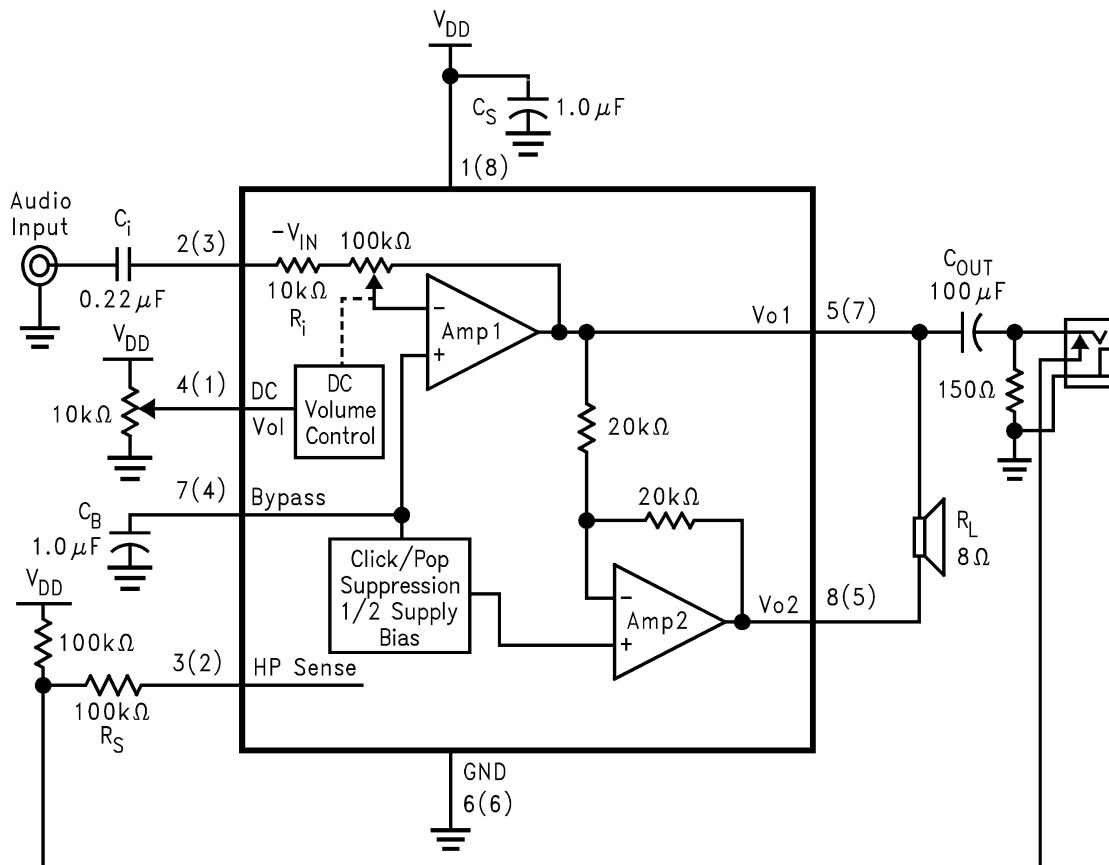 V_DD
C_S
1.0 μF
1(8)
Audio
Input
C_i
0.22 μF
2(3)
-V_IN
100kΩ
10kΩ
R_i
Amp1
-
+
Vo1
5(7)
C_OUT
100 μF
150Ω
V_DD
10kΩ
4(1)
DC
Vol
DC
Volume
Control
20kΩ
20kΩ
7(4)
Bypass
C_B
1.0 μF
Click/Pop
Suppression
1/2 Supply
Bias
Amp2
-
+
Vo2
8(5)
R_L
8Ω
V_DD
100kΩ
3(2)
HP Sense
100kΩ
R_S
GND
6(6)